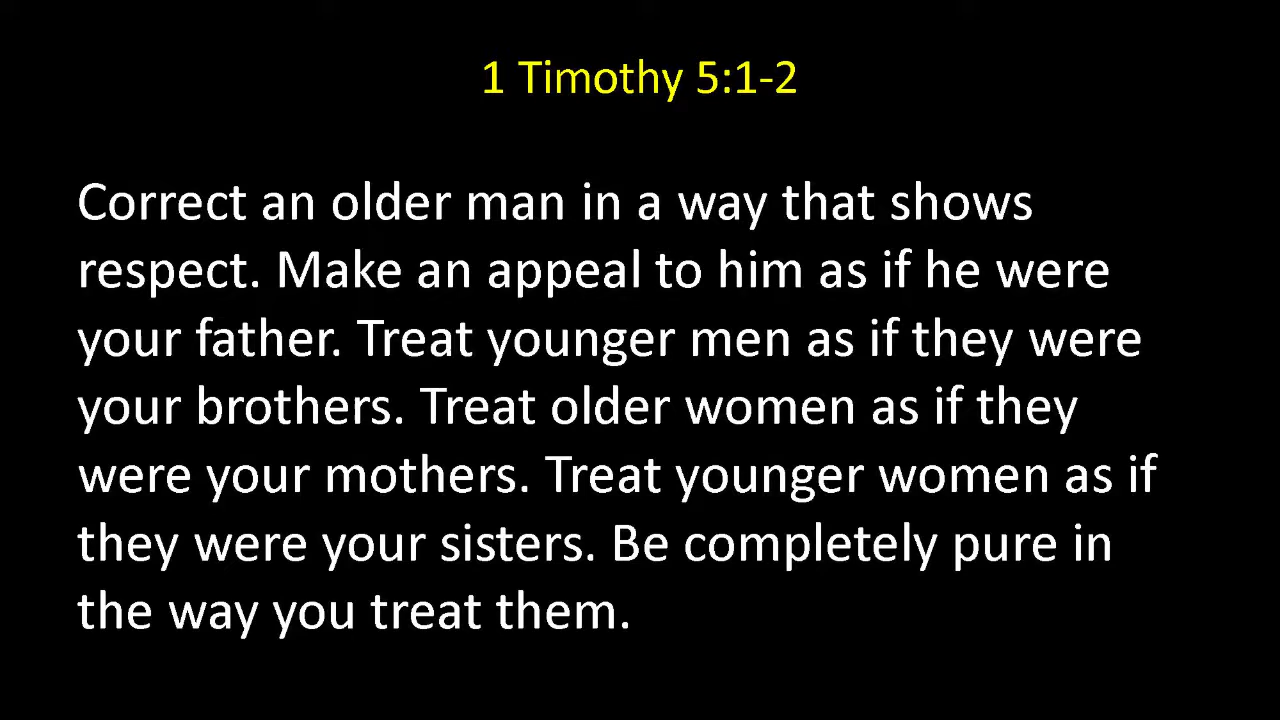 1 Timothy 5:1-2
Correct an older man in a way that shows
respect. Make an appeal to him as if he were
your father. Treat younger men as if they were
your brothers. Treat older women as if they
were your mothers. Treat younger women as if
they were your sisters. Be completely pure in
the way you treat them.